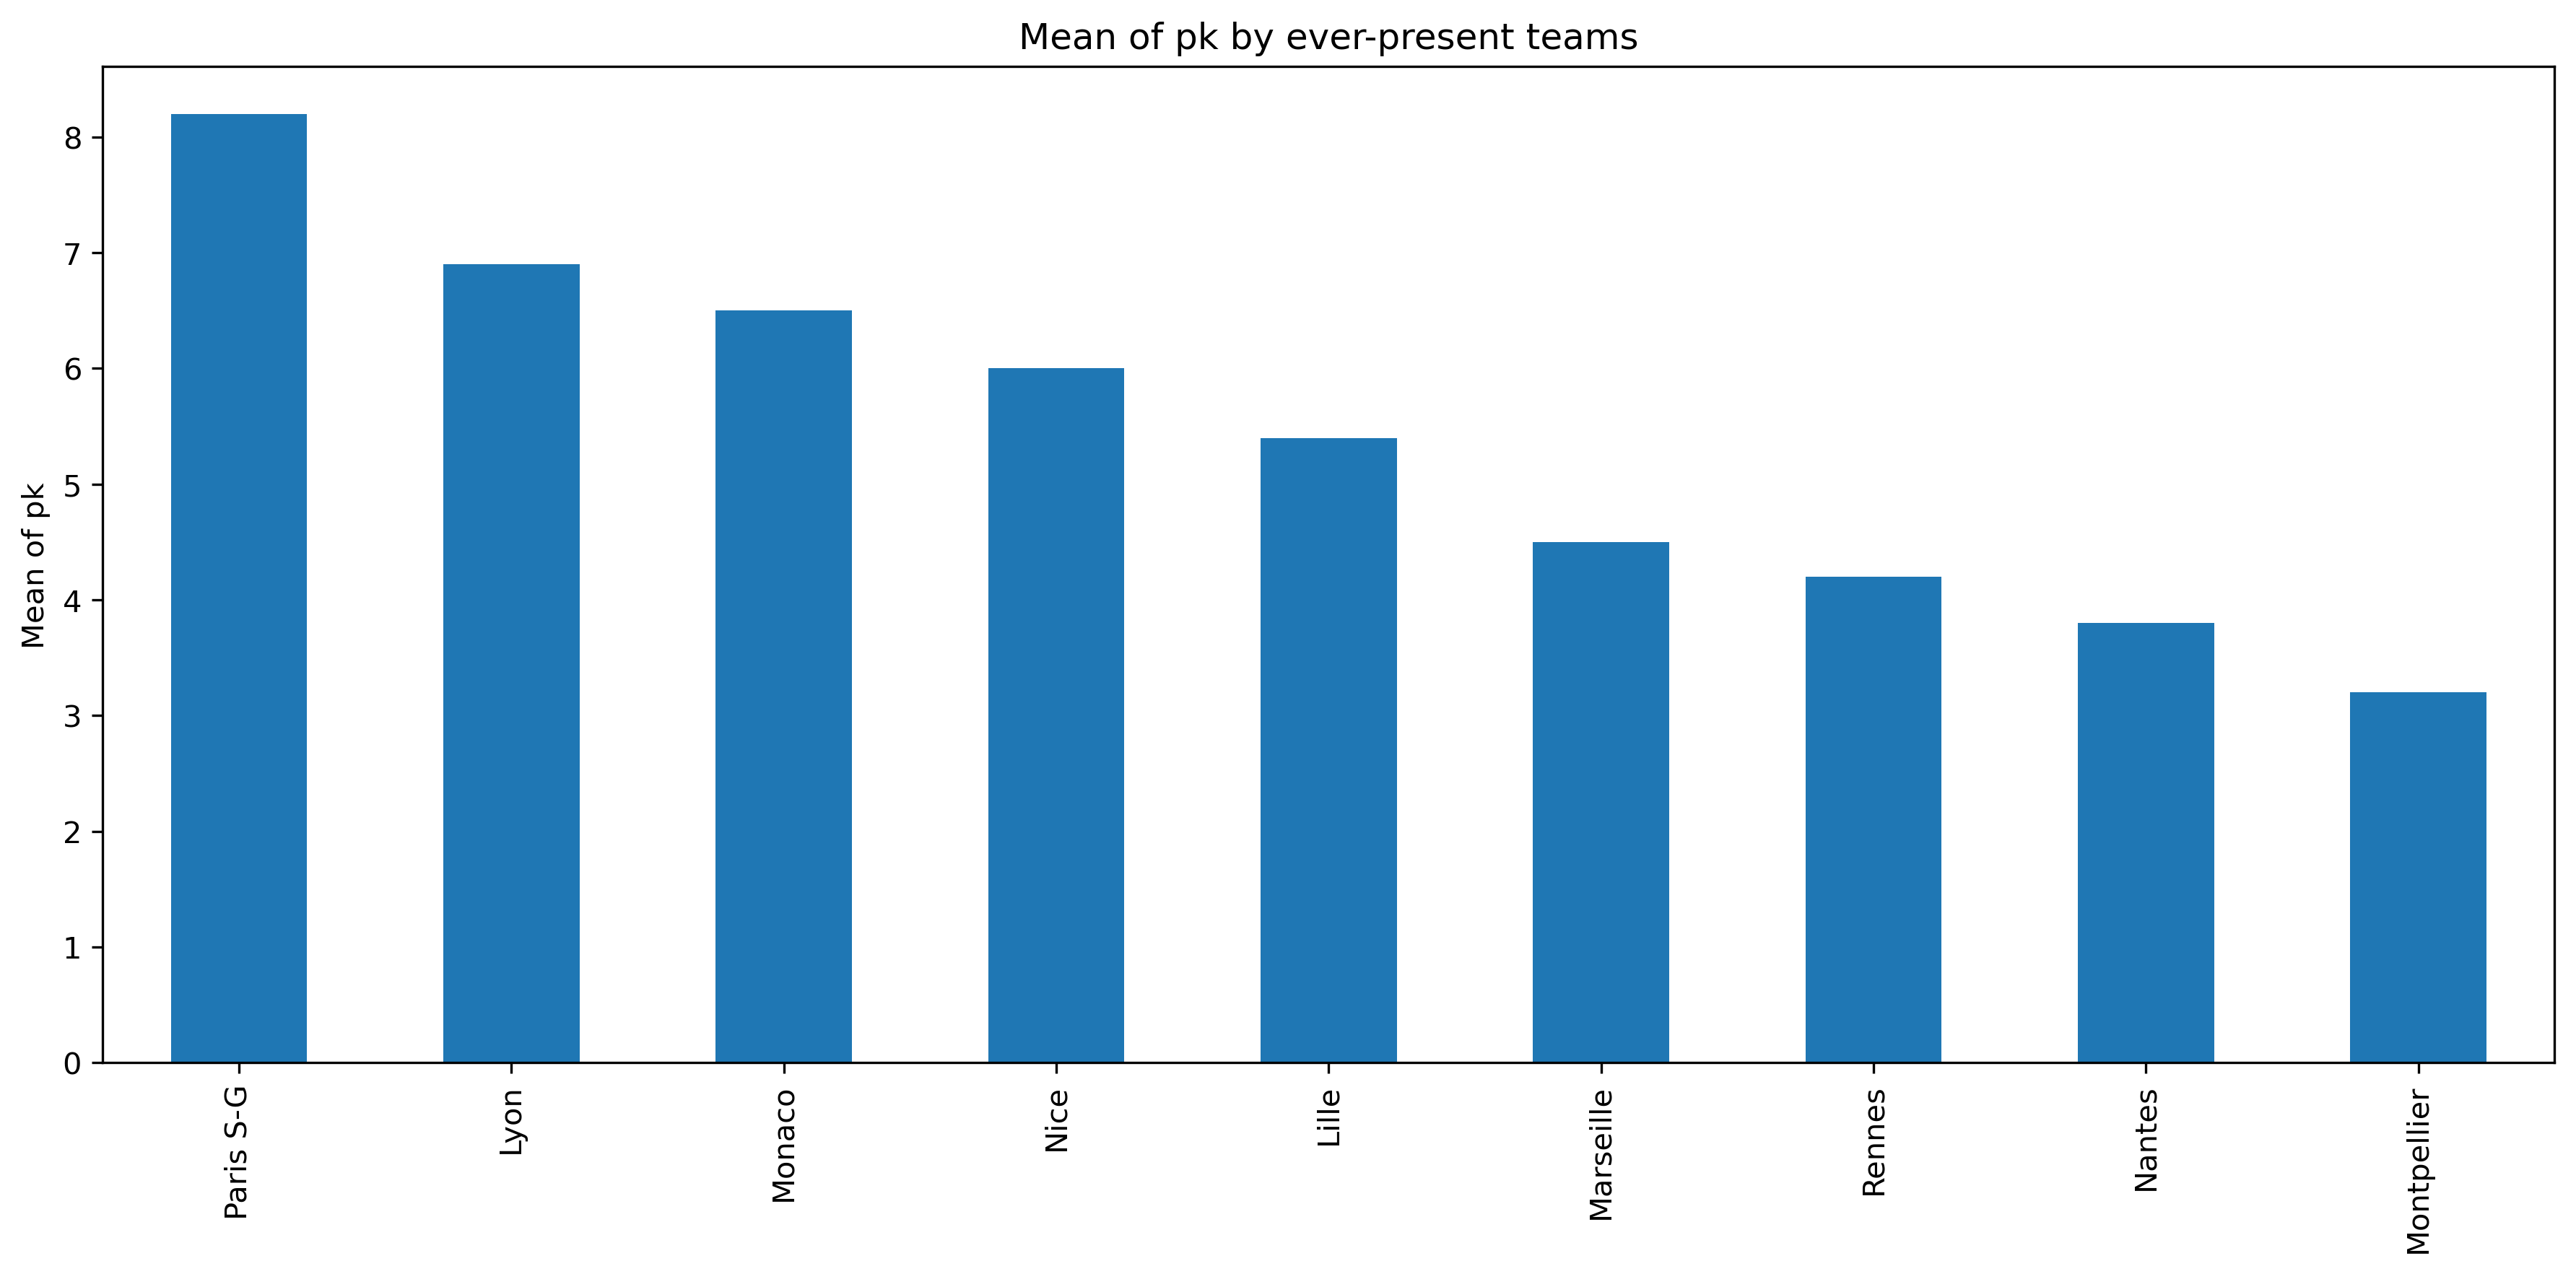 Mean of pk by ever-present teams
Mean of pk
8
7
6
5
4
3
2
1
0
Paris S-G
Lyon
Monaco
Nice
Lille
Marseille
Rennes
Nantes
Montpellier